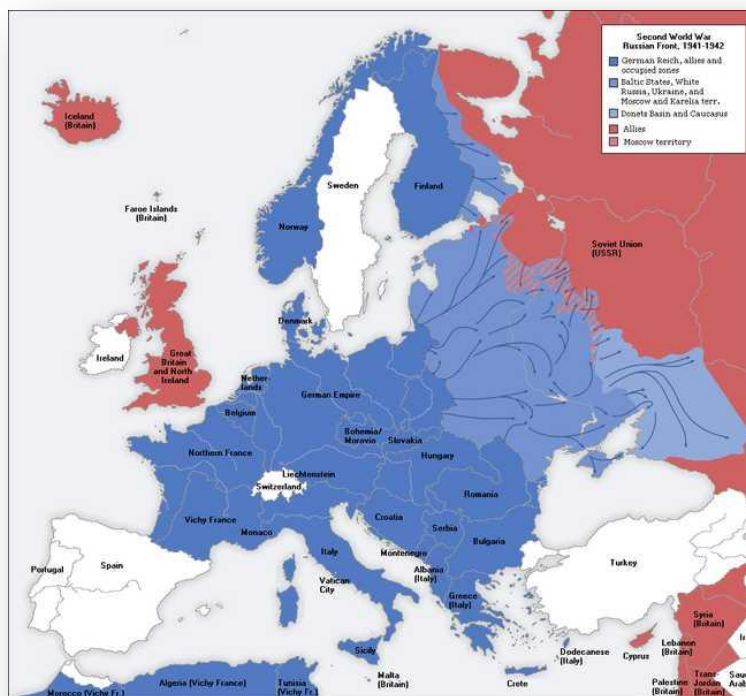 Second World War
Russian Front, 1941-1942
German Reich, allies and
occupied zones
Baltic States, White
Russia, Ukraine, and
Moscow and Karelia terr.
Donets Basin and Caucasus
Allies
Moscow territory
Iceland
(Britain)
Faroe Islands
(Britain)
Sweden
Finland
Norway
Soviet Union
(USSR)
Denmark
Ireland
Great
Britain
and North
Ireland
Nether-
lands
German Empire
Belgium
Bohemia/
Moravia
Slovakia
Northern France
Hungary
Liechtenstein
Switzerland
Romania
Vichy France
Croatia
Monaco
Serbia
Italy
Montenegro
Bulgaria
Portugal
Spain
Vatican
City
Albania
(Italy)
Turkey
Greece
(Italy)
Sicily
Dodecanese
(Italy)
Cyprus
Syria
(Britain)
Lebanon
(Britain)
Malta
(Britain)
Crete
Palestine
(Britain)
Trans-
Jordan
(Britain)
Saud
Morocco (Vichy Fr.)
Algeria (Vichy France)
Tunisia
(Vichy Fr.)